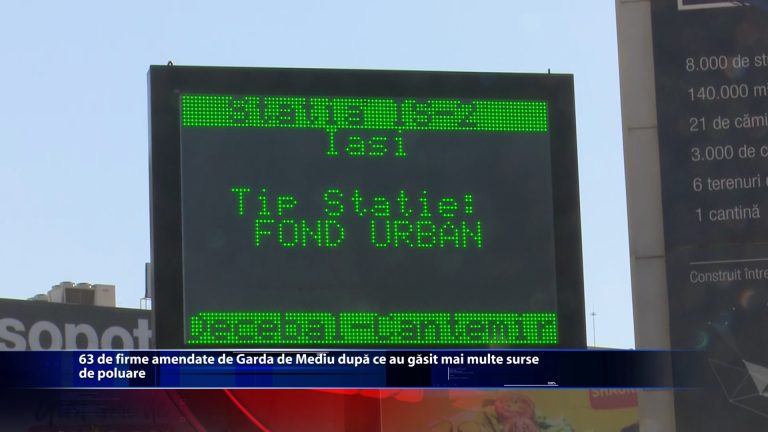 Statia IS-2
Iasi
Tip Statie:
FOND URBAN
Decebal -Cantemir
8.000 de st
140.000 m
21 de cămi
3.000 de c
6 terenuri
1 cantină
Construit între
sopot
63 de firme amendate de Garda de Mediu după ce au găsit mai multe surse
de poluare